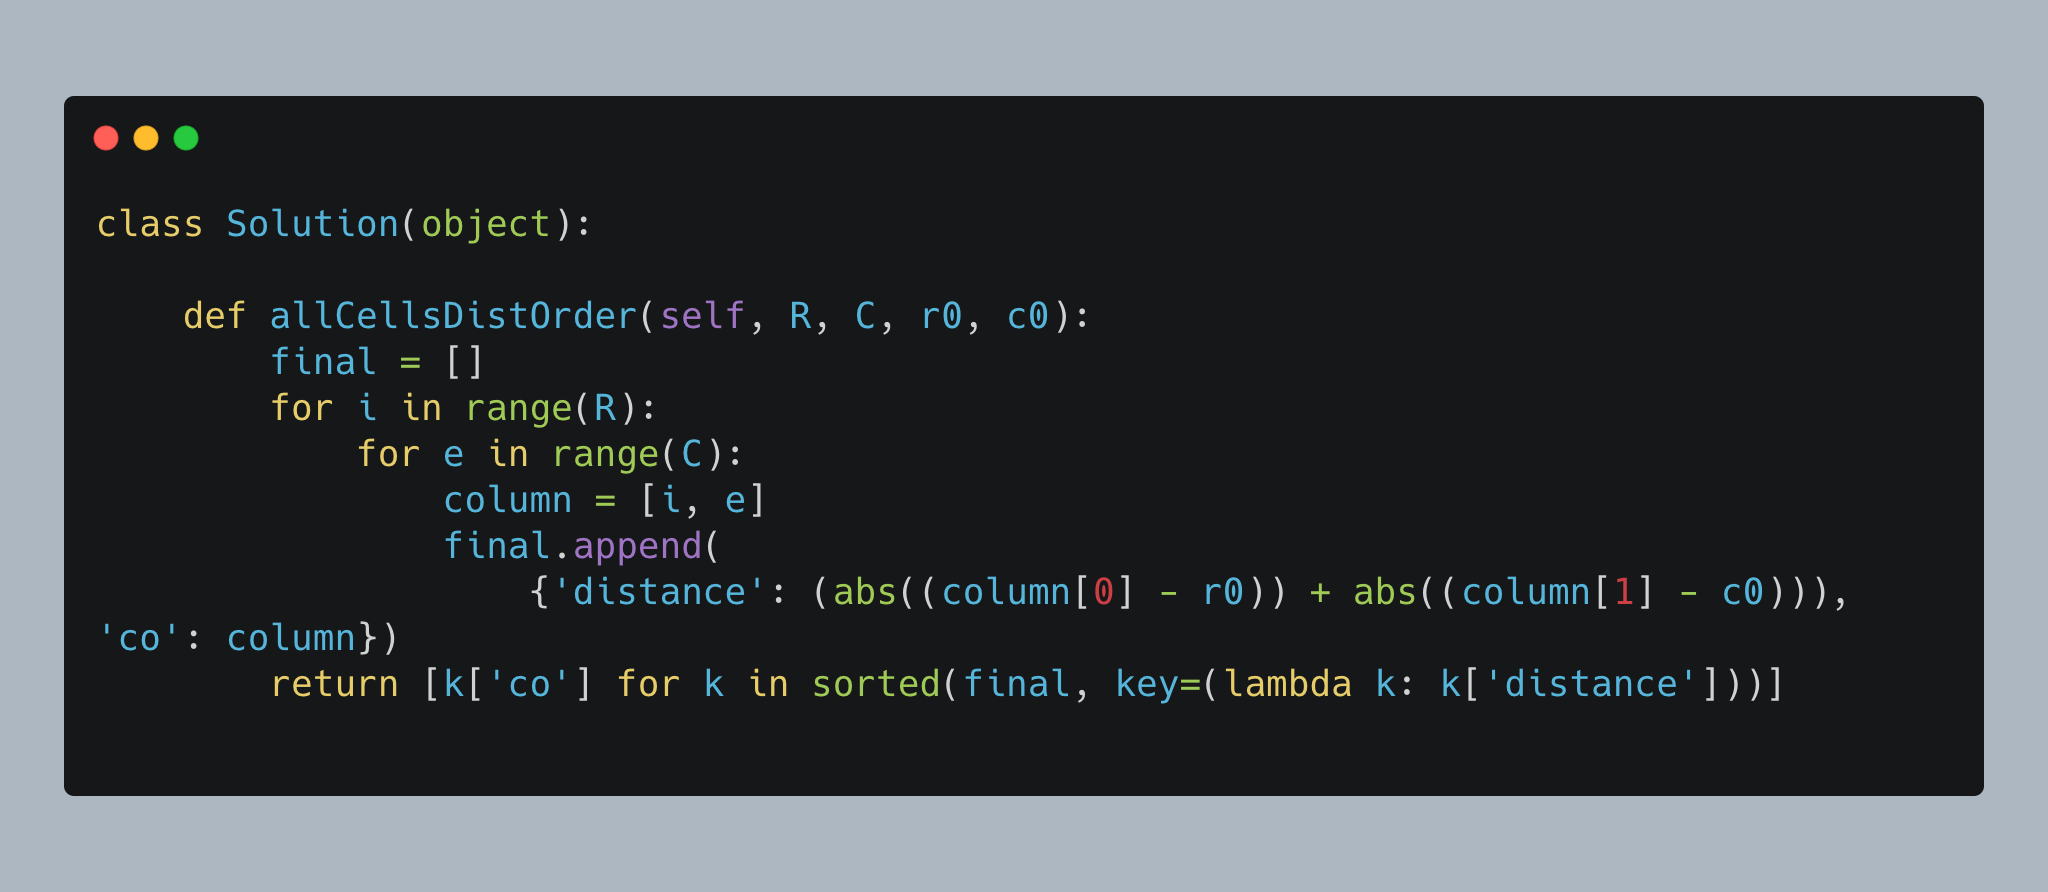 class Solution(object):

    def allCellsDistOrder(self, R, C, r0, c0):
        final = []
        for i in range(R):
            for e in range(C):
                column = [i, e]
                final.append(
                    {'distance': (abs((column[0] - r0)) + abs((column[1] - c0))),
'co': column})
        return [k['co'] for k in sorted(final, key=(lambda k: k['distance']))]